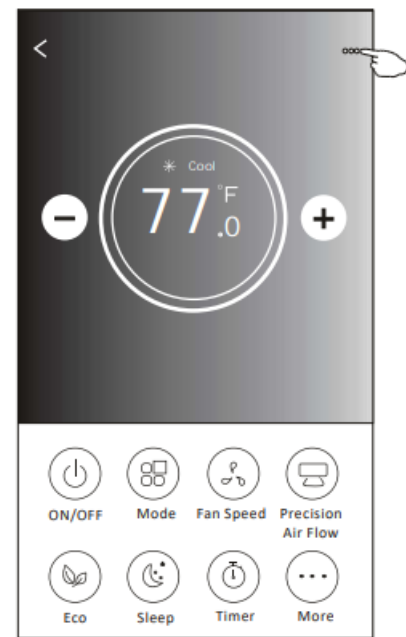 Cool
77.0°F
ON/OFF
Mode
Fan Speed
Precision
Air Flow
Eco
Sleep
Timer
More